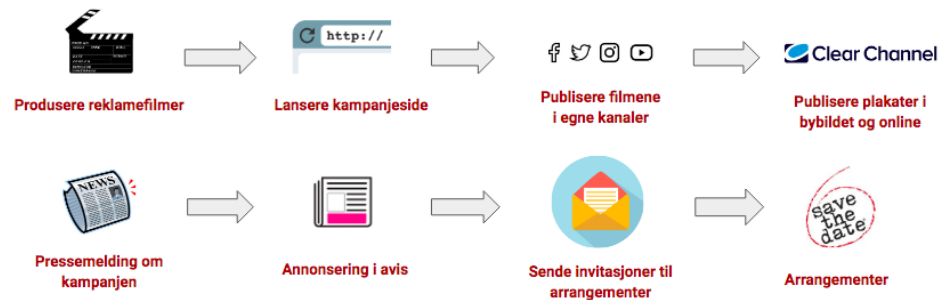 http://
Clear Channel
Produsere reklamefilmer
Lansere kampanjeside
Publisere filmene
i egne kanaler
Publisere plakater i
bybildet og online
NEWS
save
the
date
Pressemelding om
kampanjen
Annonsering i avis
Sende invitasjoner til
arrangementer
Arrangementer